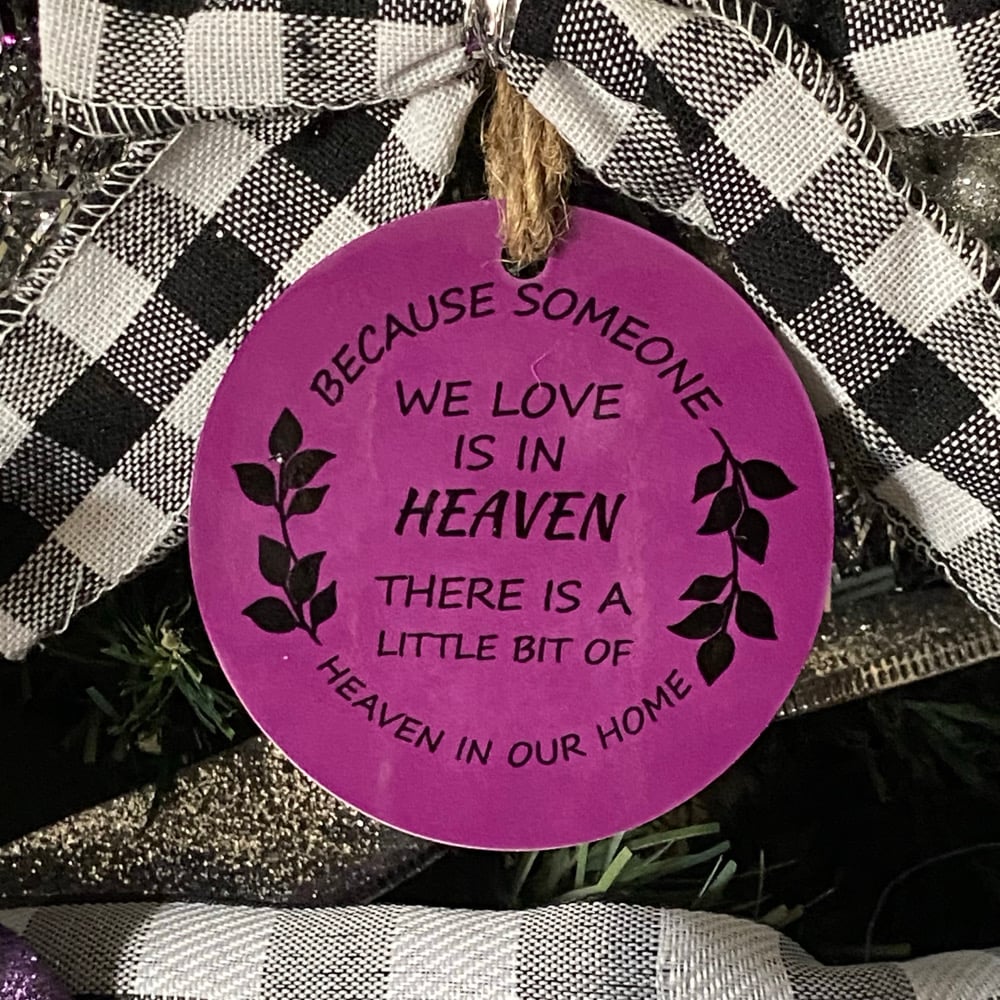 BECAUSE SOMEONE
WE LOVE
IS IN
HEAVEN
THERE IS A
LITTLE BIT OF
HEAVEN IN OUR HOME